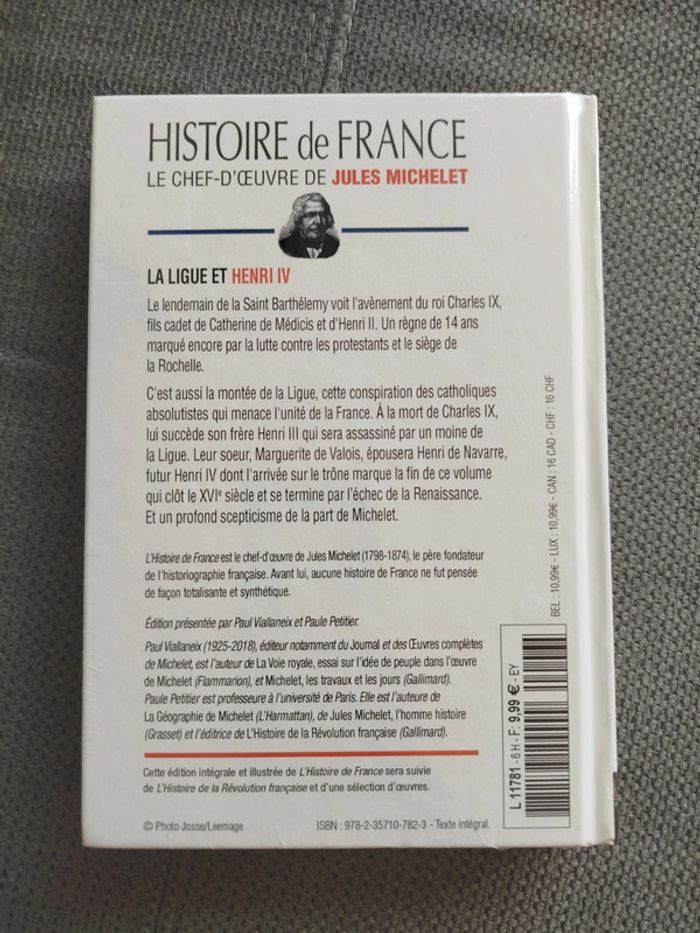 HISTOIRE de FRANCE
LE CHEF-D'ŒUVRE DE JULES MICHELET
LA LIGUE ET HENRI IV
Le lendemain de la Saint Barthélemy voit l'avènement du roi Charles IX,
fils cadet de Catherine de Médicis et d'Henri II. Un règne de 14 ans
marqué encore par la lutte contre les protestants et le siège de
la Rochelle.
C'est aussi la montée de la Ligue, cette conspiration des catholiques
absolutistes qui menace l'unité de la France. À la mort de Charles IX,
lui succède son frère Henri III qui sera assassiné par un moine de
la Ligue. Leur soeur, Marguerite de Valois, épousera Henri de Navarre,
futur Henri IV dont l'arrivée sur le trône marque la fin de ce volume
qui clôt le XVIe siècle et se termine par l'échec de la Renaissance.
Et un profond scepticisme de la part de Michelet.
L'Histoire de France est le chef-d'œuvre de Jules Michelet (1798-1874), le père fondateur
de l'historiographie française. Avant lui, aucune histoire de France ne fut pensée
de façon totalisante et synthétique.
Édition présentée par Paul Viallaneix et Paule Petitier.
Paul Viallaneix (1925-2018), éditeur notamment du Journal et des Œuvres complètes
de Michelet, est l'auteur de La Voie royale, essai sur l'idée de peuple dans l'œuvre
de Michelet (Flammarion), et Michelet, les travaux et les jours (Gallimard).
Paule Petitier est professeure à l'université de Paris. Elle est l'auteure de
La Géographie de Michelet (L'Harmattan), de Jules Michelet, l'homme histoire
(Grasset) et l'éditrice de L'Histoire de la Révolution française (Gallimard).
Cette édition intégrale et illustrée de L'Histoire de France sera suivie
de L'Histoire de la Révolution française et d'une sélection d'œuvres.
© Photo Josse/Leemage
ISBN : 978-2-35710-782-3 - Texte intégral.
BEL : 10,99€ - LUX : 10,99€ - CAN : 16 CAD - CHF : 16 CHF
L 11781 - 6 H - F: 9,99 € - EY